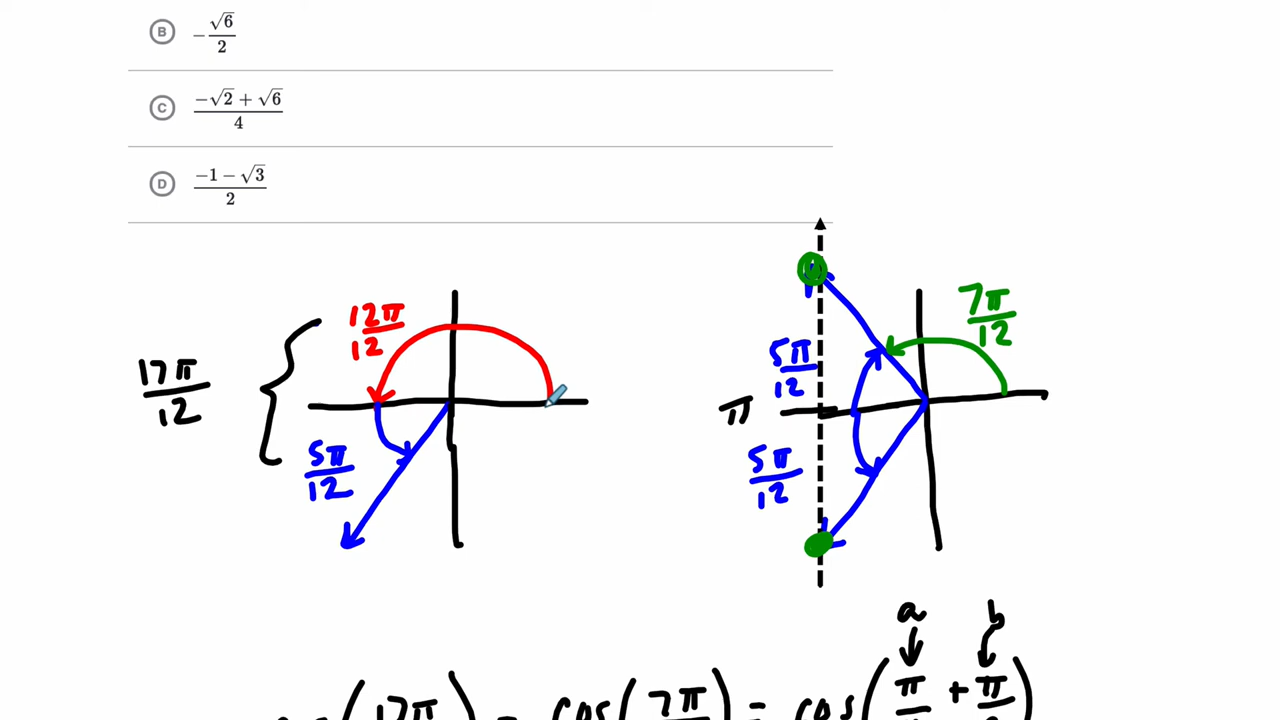 B -√6/2
C (-√2 + √6)/4
D (-1 - √3)/2
12π/12
7π/12
17π/12
5π/12
π
5π/12
5π/12
a b
(17π) = cos(7π) = cos(π + π)